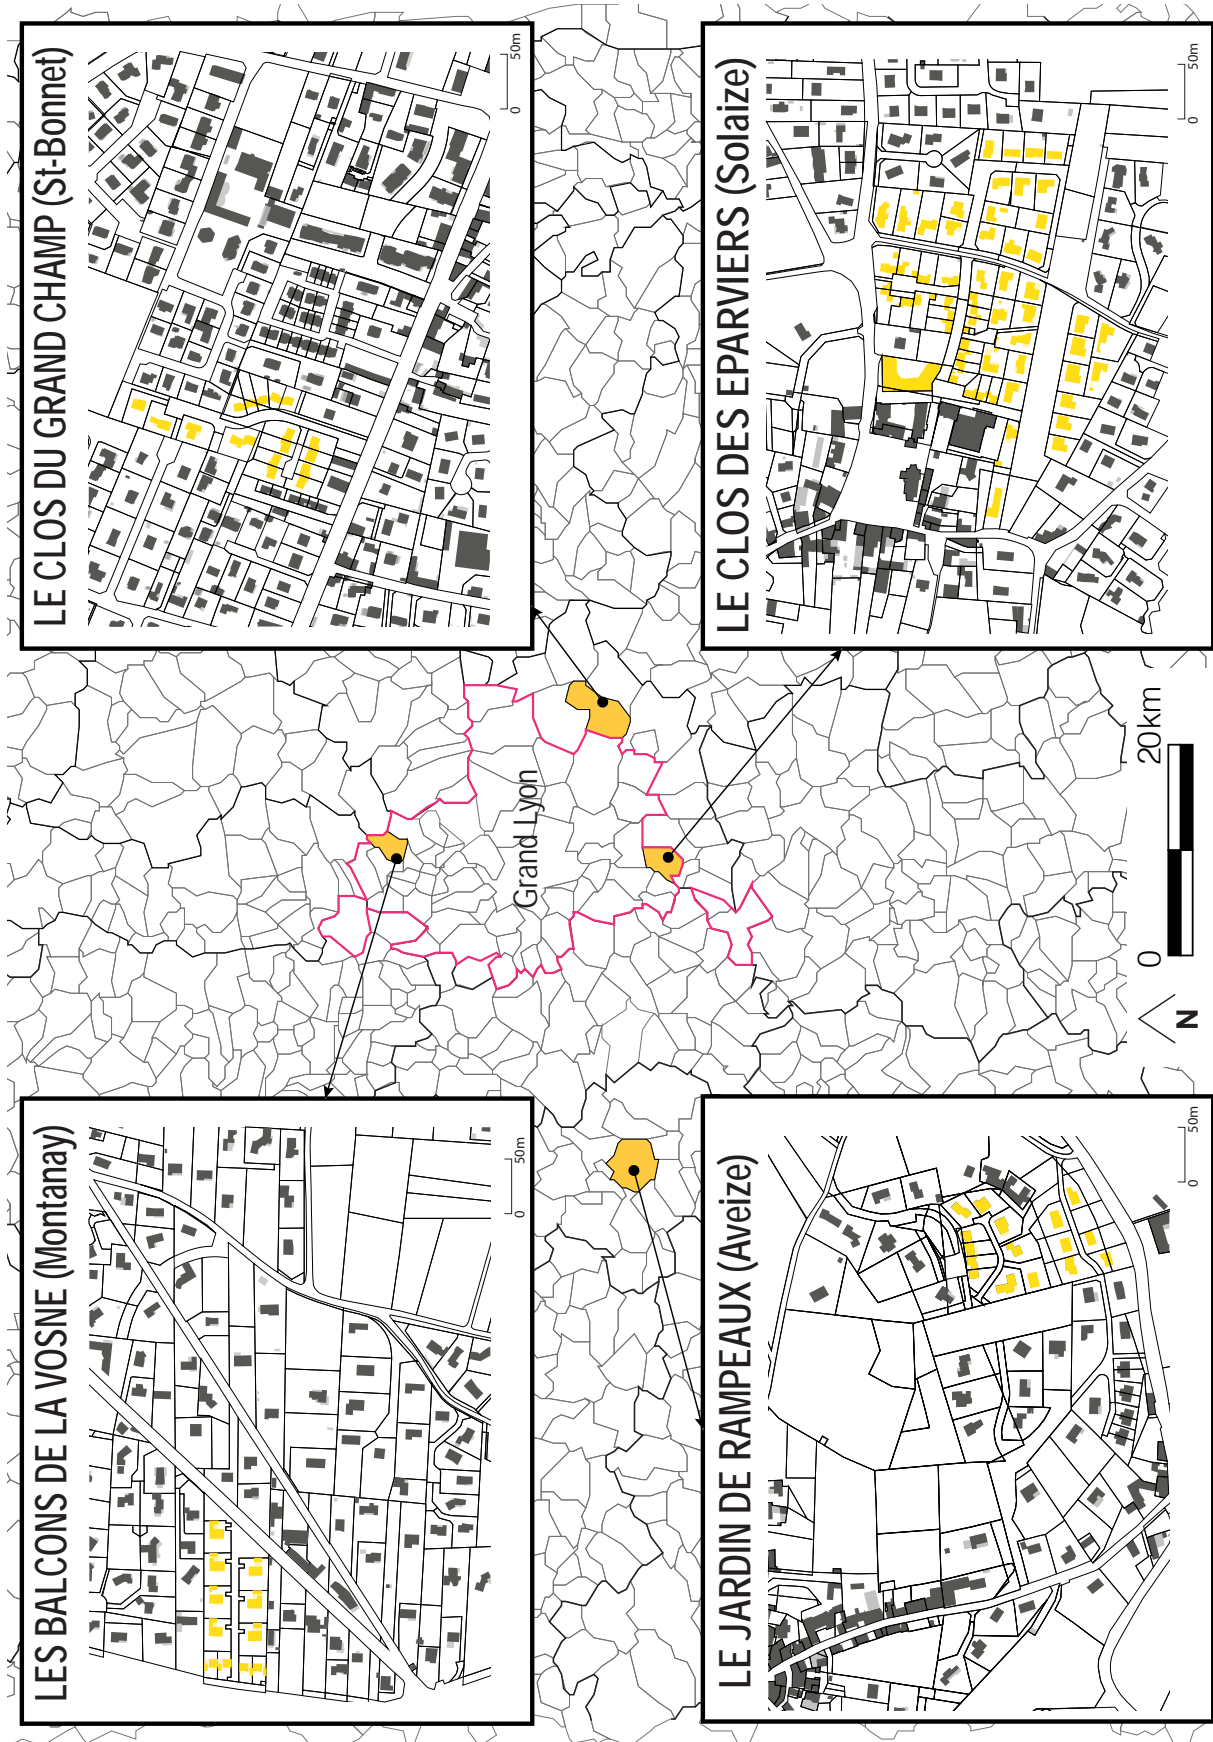 LES BALCONS DE LA VOSNE (Montanay)
0 50m
LE CLOS DU GRAND CHAMP (St-Bonnet)
0 50m
Grand Lyon
LE JARDIN DE RAMPEAUX (Aveize)
0 50m
N
0 20km
LE CLOS DES EPARVIERS (Solaize)
0 50m